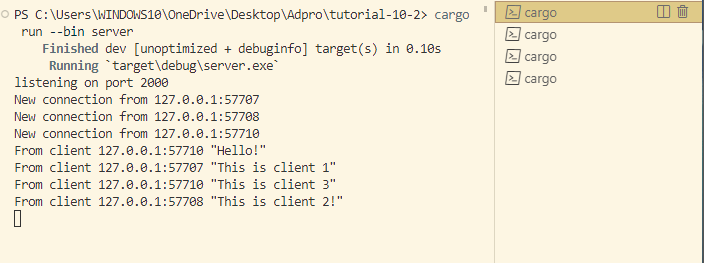 PS C:\Users\WINDOWS10\OneDrive\Desktop\Adpro\tutorial-10-2> cargo
run --bin server
Finished dev [unoptimized + debuginfo] target(s) in 0.10s
Running `target\debug\server.exe`
listening on port 2000
New connection from 127.0.0.1:57707
New connection from 127.0.0.1:57708
New connection from 127.0.0.1:57710
From client 127.0.0.1:57710 "Hello!"
From client 127.0.0.1:57707 "This is client 1"
From client 127.0.0.1:57710 "This is client 3"
From client 127.0.0.1:57708 "This is client 2!"
cargo
cargo
cargo
cargo